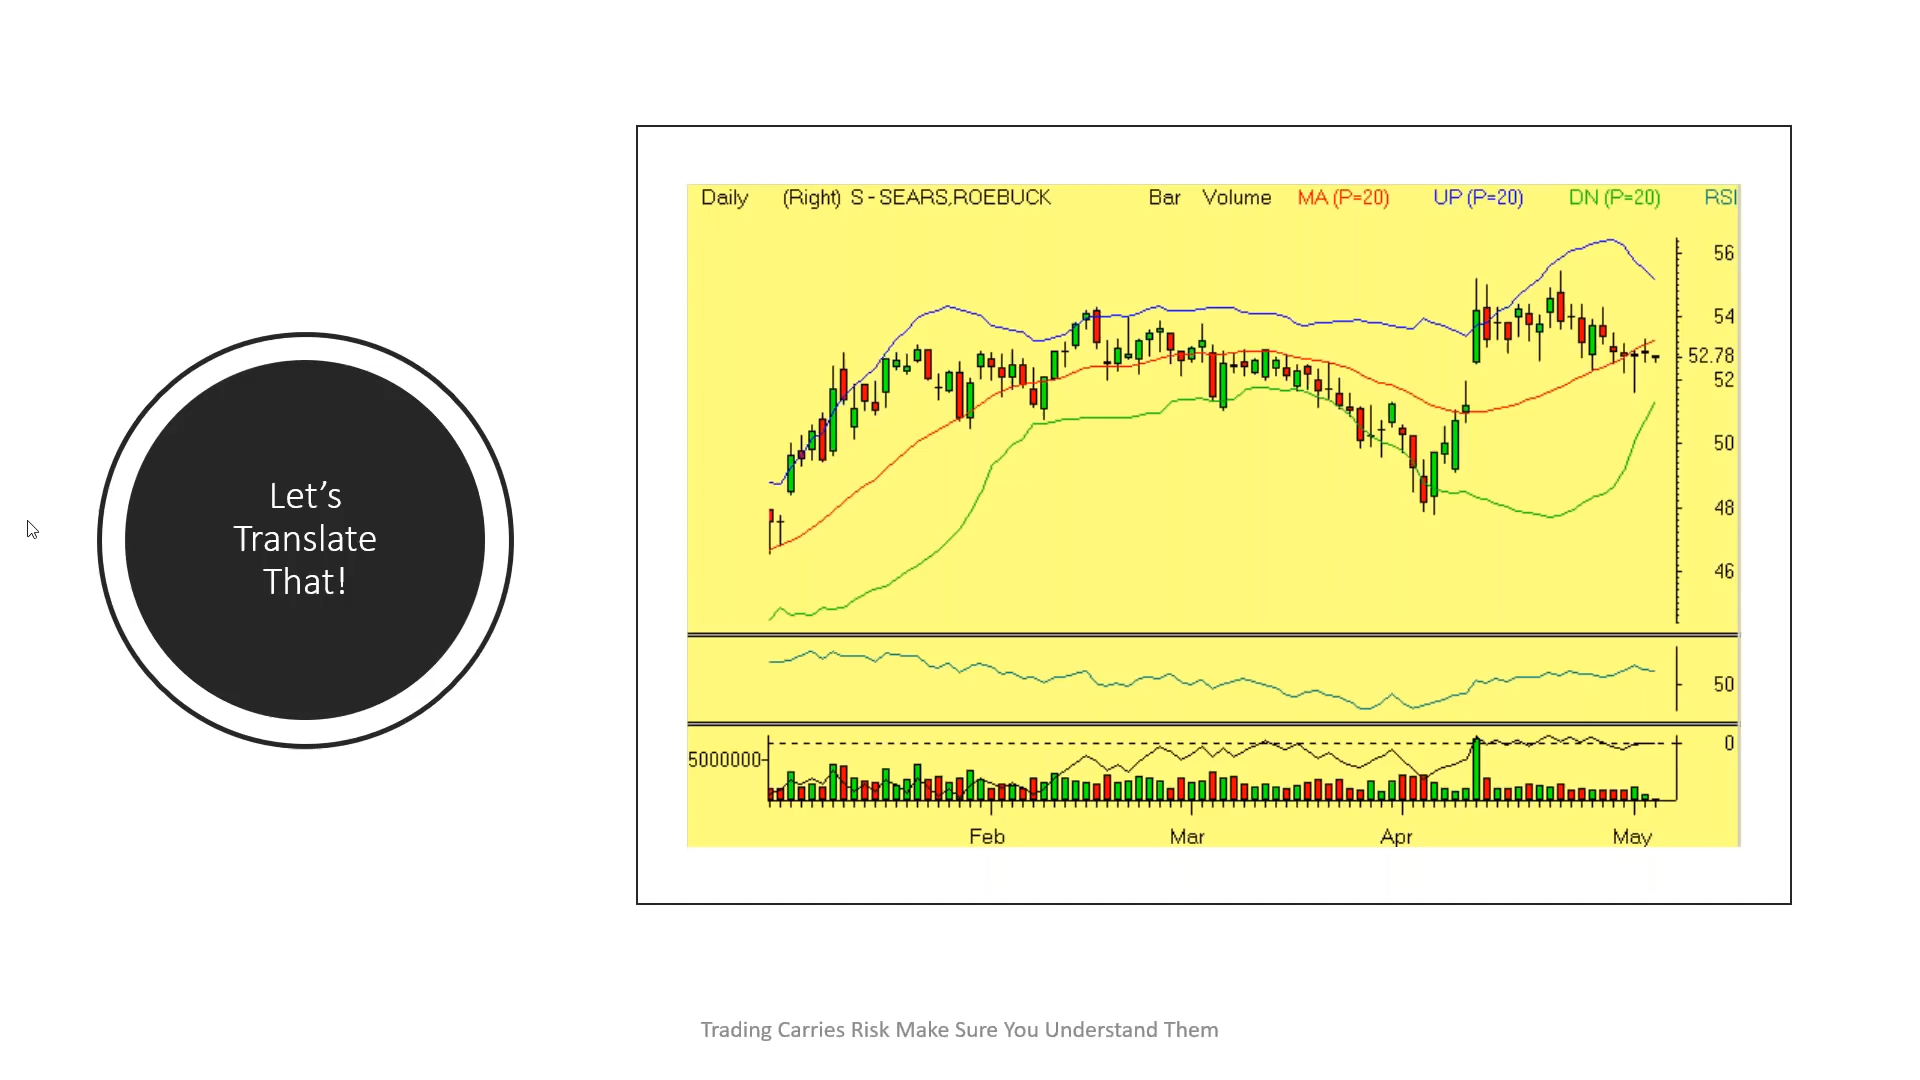 Let’s
Translate
That!
Daily (Right) S - SEARS,ROEBUCK Bar Volume MA (P=20) UP (P=20) DN (P=20) RSI
56
54
52.78
52
50
48
46
50
5000000
0
Feb Mar Apr May
Trading Carries Risk Make Sure You Understand Them